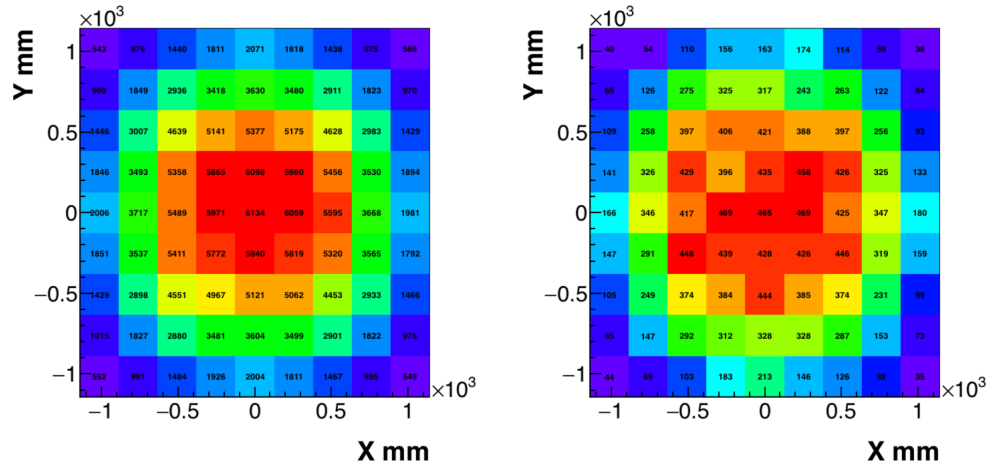 ×10³ ×10³
Y mm Y mm
1 543 976 1440 1811 2071 1818 1438 975 568 1 40 54 110 156 163 174 114 59 38
969 1849 2936 3418 3630 3480 2911 1823 970 65 126 275 325 317 243 263 122 64
0.5 1446 3007 4639 5141 5377 5175 4628 2983 1429 0.5 109 258 397 406 421 388 397 256 93
1846 3493 5358 5865 6098 5980 5456 3530 1894 141 326 429 396 435 458 426 325 133
0 2006 3717 5489 5971 6134 6059 5595 3668 1981 0 166 346 417 469 465 469 425 347 180
1851 3537 5411 5772 5940 5819 5320 3565 1792 147 291 448 439 428 426 446 319 159
−0.5 1429 2898 4551 4967 5121 5062 4453 2933 1466 −0.5 105 249 374 384 444 385 374 231 99
1015 1827 2880 3481 3604 3499 2901 1822 976 65 147 292 312 328 328 287 153 73
−1 552 991 1484 1926 2004 1811 1467 995 549 −1 44 69 103 183 213 146 126 92 35
×10³ ×10³
−1 −0.5 0 0.5 1 −1 −0.5 0 0.5 1
X mm X mm